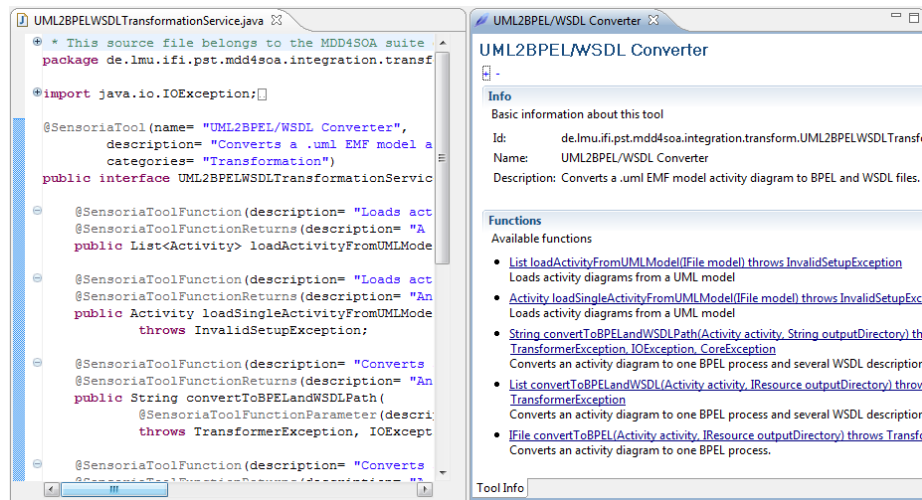 UML2BPELWSDLTransformationService.java
* This source file belongs to the MDD4SOA suite
package de.lmu.ifi.pst.mdd4soa.integration.transf
import java.io.IOException;
@SensoriaTool(name= "UML2BPEL/WSDL Converter",
description= "Converts a .uml EMF model a
categories= "Transformation")
public interface UML2BPELWSDLTransformationServic
@SensoriaToolFunction(description= "Loads act
@SensoriaToolFunctionReturns(description= "A
public List<Activity> loadActivityFromUMLMode
@SensoriaToolFunction(description= "Loads act
@SensoriaToolFunctionReturns(description= "An
public Activity loadSingleActivityFromUMLMode
throws InvalidSetupException;
@SensoriaToolFunction(description= "Converts
@SensoriaToolFunctionReturns(description= "An
public String convertToBPELandWSDLPath(
@SensoriaToolFunctionParameter(descri
throws TransformerException, IOExcept
@SensoriaToolFunction(description= "Converts
UML2BPEL/WSDL Converter
UML2BPEL/WSDL Converter
Info
Basic information about this tool
Id: de.lmu.ifi.pst.mdd4soa.integration.transform.UML2BPELWSDLTransf
Name: UML2BPEL/WSDL Converter
Description: Converts a .uml EMF model activity diagram to BPEL and WSDL files.
Functions
Available functions
List loadActivityFromUMLModel(IFile model) throws InvalidSetupException
Loads activity diagrams from a UML model
Activity loadSingleActivityFromUMLModel(IFile model) throws InvalidSetupExc
Loads activity diagrams from a UML model
String convertToBPELandWSDLPath(Activity activity, String outputDirectory) th
TransformerException, IOException, CoreException
Converts an activity diagram to one BPEL process and several WSDL description
List convertToBPELandWSDL(Activity activity, IResource outputDirectory) throw
TransformerException
Converts an activity diagram to one BPEL process and several WSDL description
IFile convertToBPEL(Activity activity, IResource outputDirectory) throws Transfo
Converts an activity diagram to one BPEL process.
Tool Info